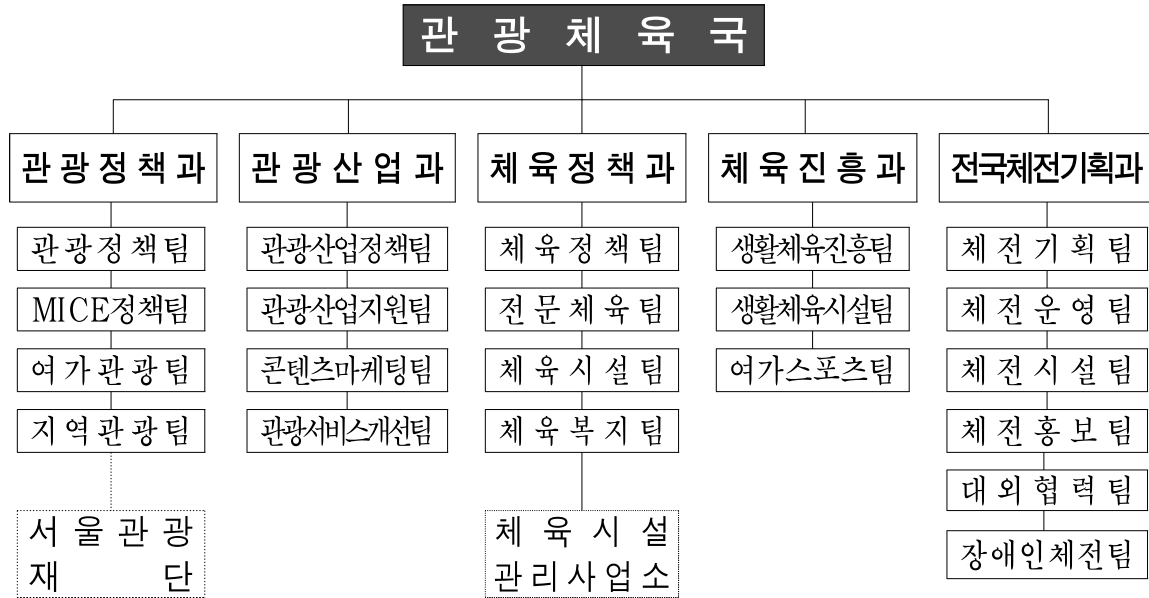 관광체육국
관광정책과
관광산업과
체육정책과
체육진흥과
전국체전기획과
관광정책팀
MICE정책팀
여가관광팀
지역관광팀
서울관광
재단
관광산업정책팀
관광산업지원팀
콘텐츠마케팅팀
관광서비스개선팀
체육정책팀
전문체육팀
체육시설팀
체육복지팀
체육시설
관리사업소
생활체육진흥팀
생활체육시설팀
여가스포츠팀
체전기획팀
체전운영팀
체전시설팀
체전홍보팀
대외협력팀
장애인체전팀